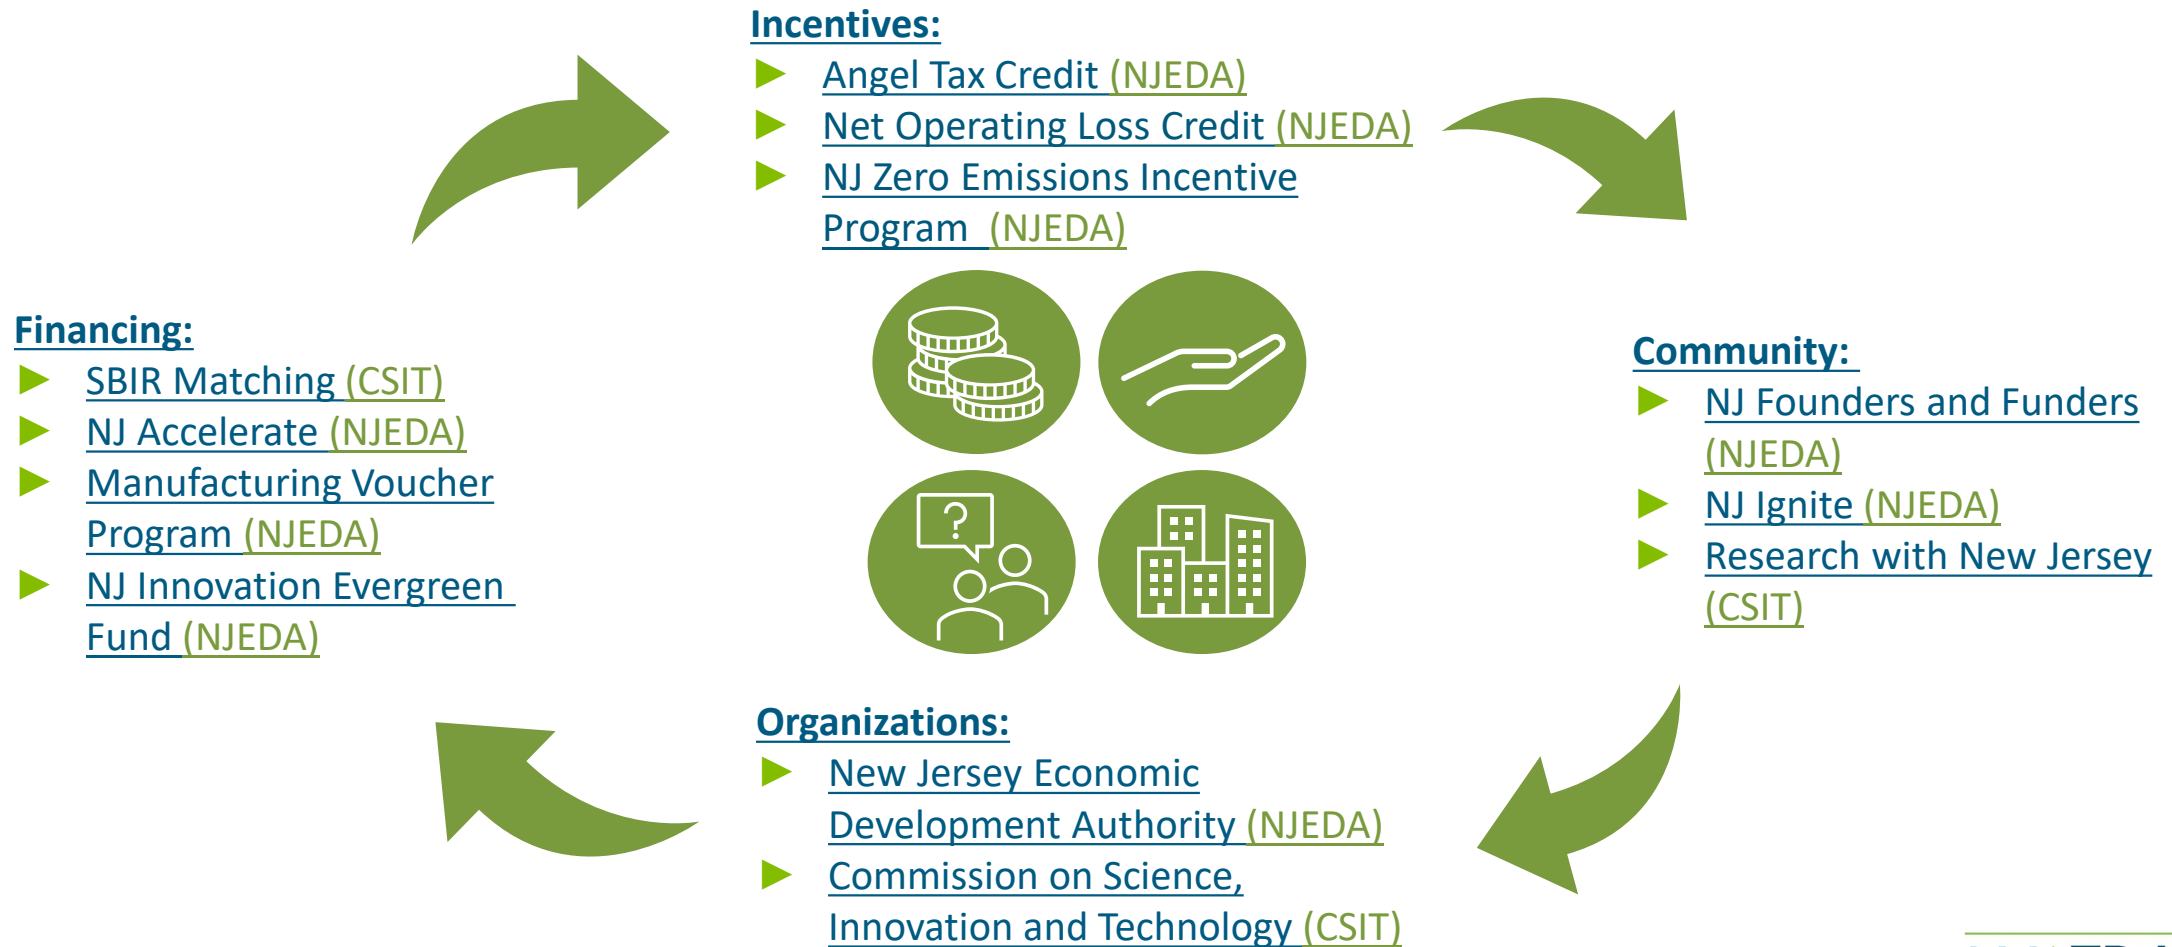 Incentives:
Angel Tax Credit (NJEDA)
Net Operating Loss Credit (NJEDA)
NJ Zero Emissions Incentive
Program (NJEDA)
Financing:
SBIR Matching (CSIT)
NJ Accelerate (NJEDA)
Manufacturing Voucher
Program (NJEDA)
NJ Innovation Evergreen
Fund (NJEDA)
?
Community:
NJ Founders and Funders
(NJEDA)
NJ Ignite (NJEDA)
Research with New Jersey
(CSIT)
Organizations:
New Jersey Economic
Development Authority (NJEDA)
Commission on Science,
Innovation and Technology (CSIT)